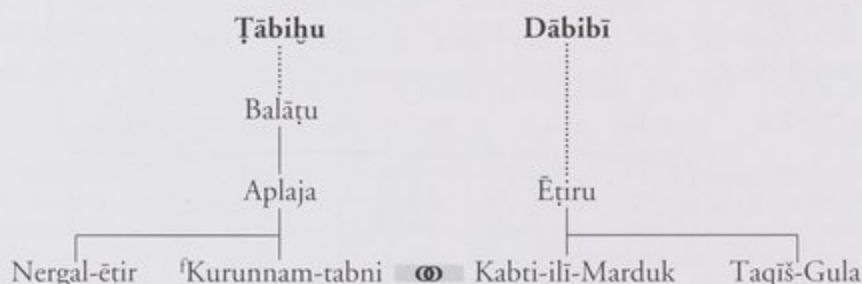 Ṭābiḫu Dābibī
Balāṭu
Aplaja Ēṭiru
Nergal-ēṭir ᶠKurunnam-tabni Kabti-ilī-Marduk Taqīš-Gula